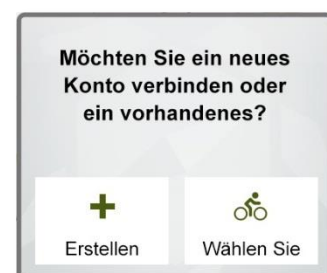 Möchten Sie ein neues
Konto verbinden oder
ein vorhandenes?
Erstellen
Wählen Sie